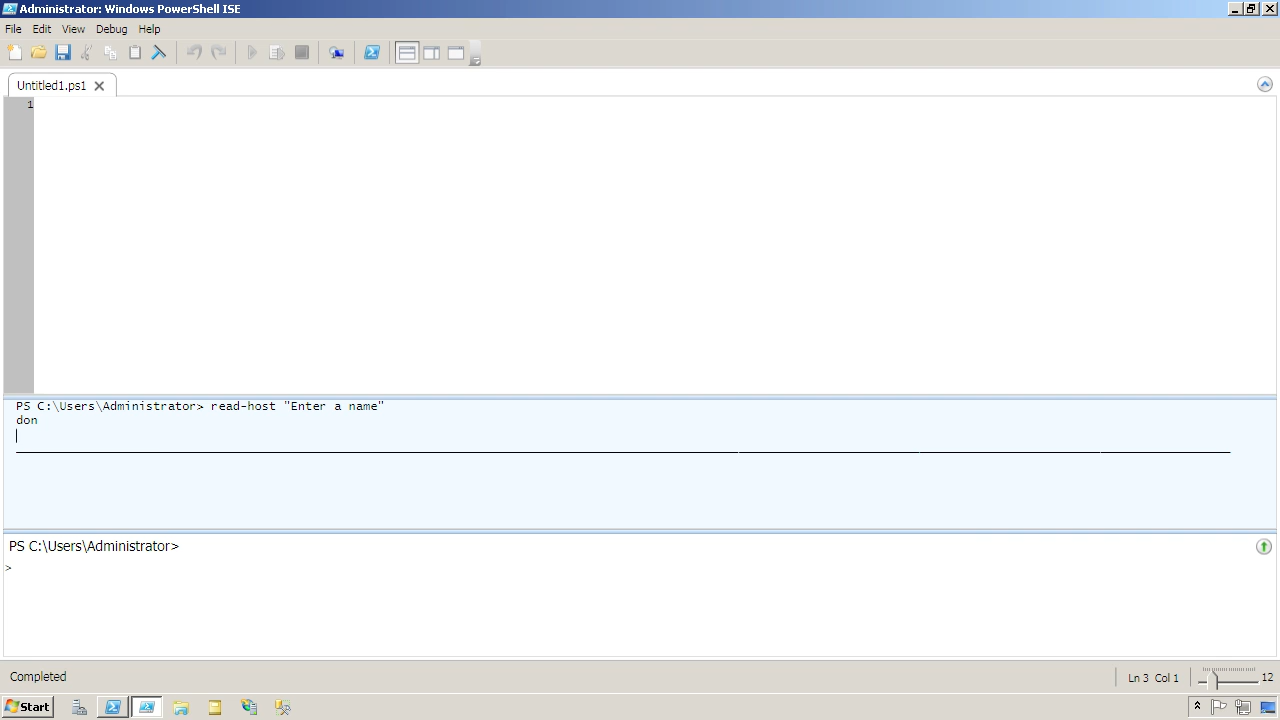 Administrator: Windows PowerShell ISE
File Edit View Debug Help
Untitled1.ps1
1
PS C:\Users\Administrator> read-host "Enter a name"
don
PS C:\Users\Administrator>
>
Completed
Ln 3 Col 1
12
Start